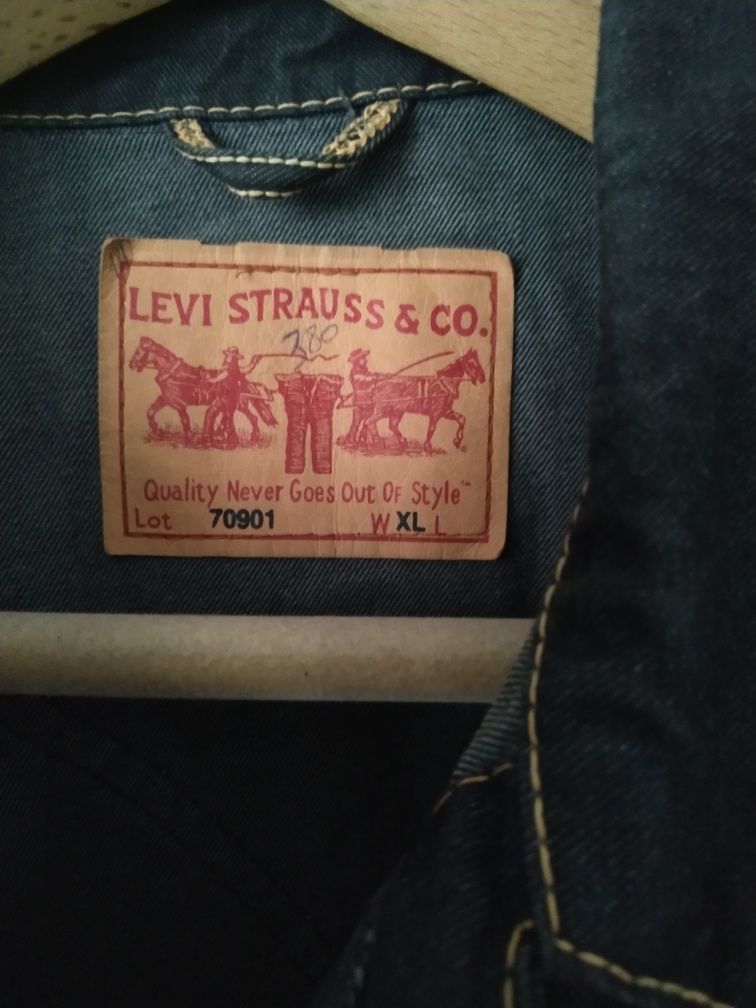 LEVI STRAUSS & CO.
380
Quality Never Goes Out Of Style™
Lot 70901 W XL L